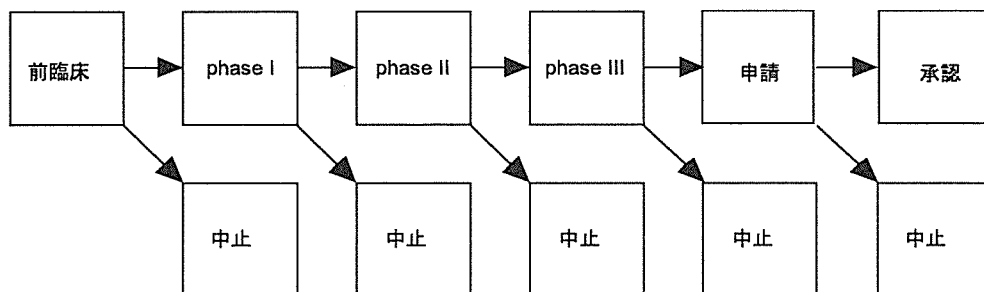 前臨床
phase I
phase II
phase III
申請
承認
中止
中止
中止
中止
中止